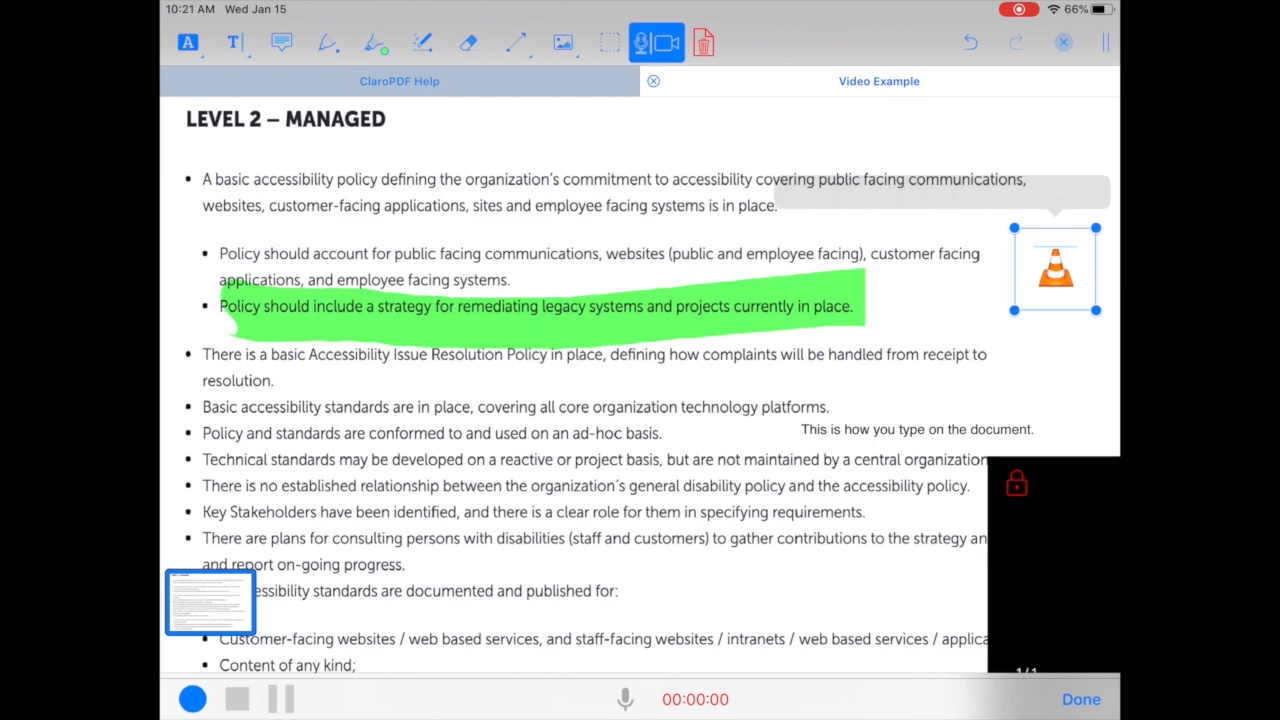 10:21 AM Wed Jan 15
66%
A T
ClaroPDF Help
Video Example
LEVEL 2 – MANAGED
• A basic accessibility policy defining the organization's commitment to accessibility covering public facing communications,
websites, customer-facing applications, sites and employee facing systems is in place.
• Policy should account for public facing communications, websites (public and employee facing), customer facing
applications, and employee facing systems.
• Policy should include a strategy for remediating legacy systems and projects currently in place.
• There is a basic Accessibility Issue Resolution Policy in place, defining how complaints will be handled from receipt to
resolution.
• Basic accessibility standards are in place, covering all core organization technology platforms.
This is how you type on the document.
• Policy and standards are conformed to and used on an ad-hoc basis.
• Technical standards may be developed on a reactive or project basis, but are not maintained by a central organization
• There is no established relationship between the organization's general disability policy and the accessibility policy.
• Key Stakeholders have been identified, and there is a clear role for them in specifying requirements.
• There are plans for consulting persons with disabilities (staff and customers) to gather contributions to the strategy an
and report on-going progress.
essibility standards are documented and published for:
• Customer-facing websites / web based services, and staff-facing websites / intranets / web based services / applica
• Content of any kind;
1/1
00:00:00
Done